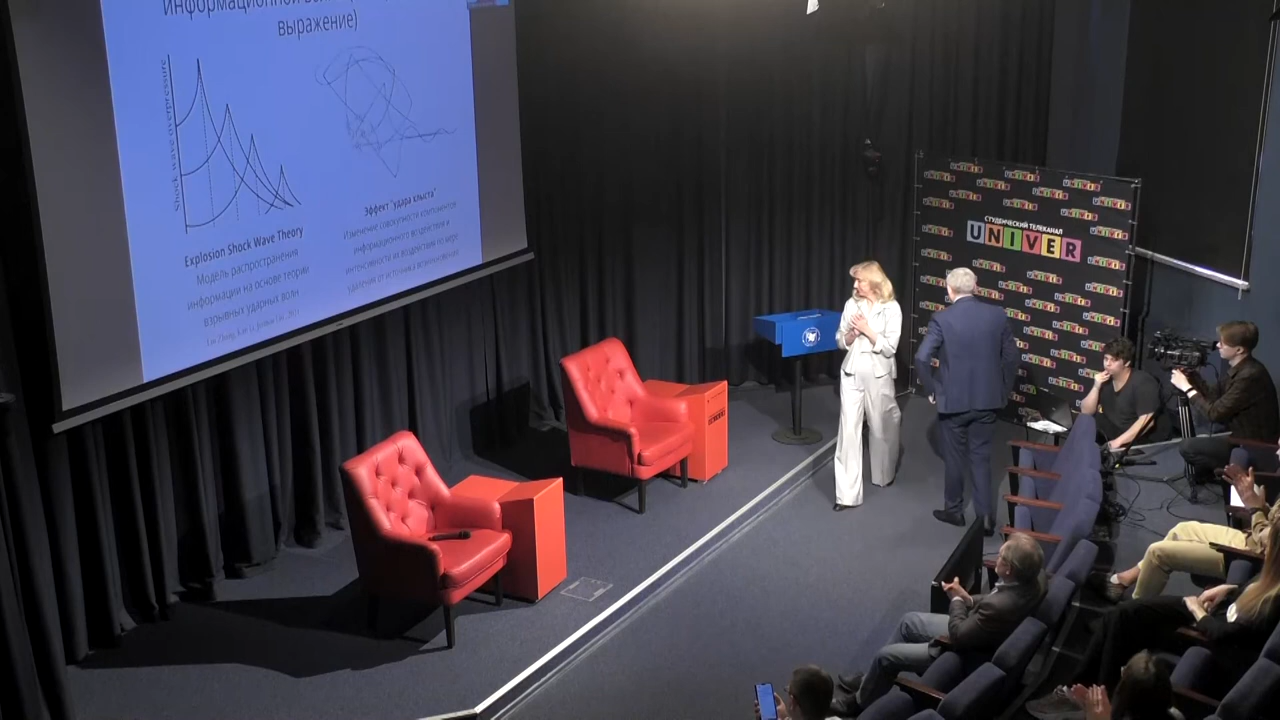 информационной
выражение)
Shock wave overpressure
Explosion Shock Wave Theory
Модель распространения
информации на основе теории
взрывных ударных волн
Эффект "удара хлыста"
Изменение совокупности компонентов
информационного воздействия и
интенсивности их воздействия по мере
удаления от источника возникновения
СТУДЕНЧЕСКИЙ ТЕЛЕКАНАЛ
UNIVER